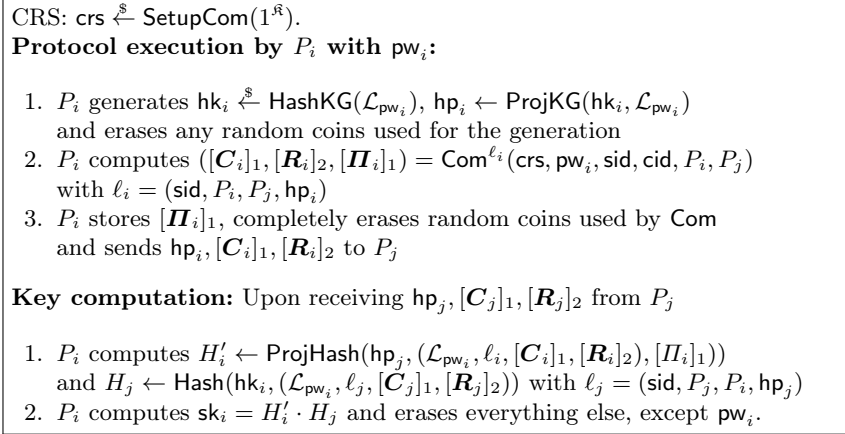 CRS: crs ←$ SetupCom(1^𝔎).
Protocol execution by P_i with pw_i:
1. P_i generates hk_i ←$ HashKG(ℒ_{pw_i}), hp_i ← ProjKG(hk_i, ℒ_{pw_i})
and erases any random coins used for the generation
2. P_i computes ([C_i]_1, [R_i]_2, [Π_i]_1) = Com^{ℓ_i}(crs, pw_i, sid, cid, P_i, P_j)
with ℓ_i = (sid, P_i, P_j, hp_i)
3. P_i stores [Π_i]_1, completely erases random coins used by Com
and sends hp_i, [C_i]_1, [R_i]_2 to P_j
Key computation: Upon receiving hp_j, [C_j]_1, [R_j]_2 from P_j
1. P_i computes H′_i ← ProjHash(hp_j, (ℒ_{pw_i}, ℓ_i, [C_i]_1, [R_i]_2), [Π_i]_1))
and H_j ← Hash(hk_i, (ℒ_{pw_i}, ℓ_j, [C_j]_1, [R_j]_2)) with ℓ_j = (sid, P_j, P_i, hp_j)
2. P_i computes sk_i = H′_i · H_j and erases everything else, except pw_i.